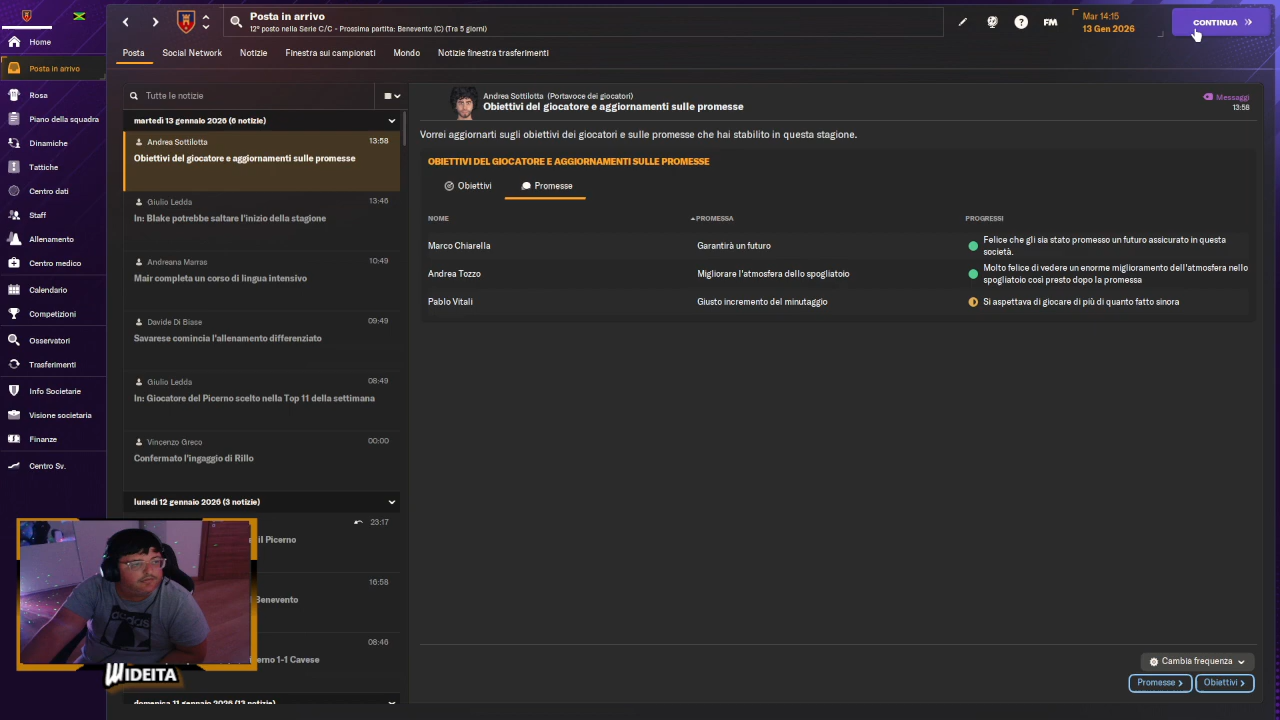 Posta in arrivo
12° posto nella Serie C/C - Prossima partita: Benevento (C) (Tra 5 giorni)
FM
Mar 14:15
13 Gen 2026
CONTINUA
Home
Posta in arrivo
Rosa
Piano della squadra
Dinamiche
Tattiche
Centro dati
Staff
Allenamento
Centro medico
Calendario
Competizioni
Osservatori
Trasferimenti
Info Societarie
Visione societaria
Finanze
Centro Sv.
Posta
Social Network
Notizie
Finestra sui campionati
Mondo
Notizie finestra trasferimenti
Tutte le notizie
martedì 13 gennaio 2026 (6 notizie)
Andrea Sottilotta 13:58
Obiettivi del giocatore e aggiornamenti sulle promesse
Giulio Ledda 13:46
In: Blake potrebbe saltare l'inizio della stagione
Andreana Marras 10:49
Mair completa un corso di lingua intensivo
Davide Di Biase 09:49
Savarese comincia l'allenamento differenziato
Giulio Ledda 08:49
In: Giocatore del Picerno scelto nella Top 11 della settimana
Vincenzo Greco 00:00
Confermato l'ingaggio di Rillo
lunedì 12 gennaio 2026 (3 notizie)
23:17
il Picerno
16:58
Benevento
08:46
erno 1-1 Cavese
domenica 11 gennaio 2026 (13 notizie)
Andrea Sottilotta (Portavoce dei giocatori)
Obiettivi del giocatore e aggiornamenti sulle promesse
Messaggi
13:58
Vorrei aggiornarti sugli obiettivi dei giocatori e sulle promesse che hai stabilito in questa stagione.
OBIETTIVI DEL GIOCATORE E AGGIORNAMENTI SULLE PROMESSE
Obiettivi
Promesse
NOME PROMESSA PROGRESSI
Marco Chiarella Garantirà un futuro Felice che gli sia stato promesso un futuro assicurato in questa
società.
Andrea Tozzo Migliorare l'atmosfera dello spogliatoio Molto felice di vedere un enorme miglioramento dell'atmosfera nello
spogliatoio così presto dopo la promessa
Pablo Vitali Giusto incremento del minutaggio Si aspettava di giocare di più di quanto fatto sinora
Cambia frequenza
Promesse
Obiettivi
adidas
WIDEITA